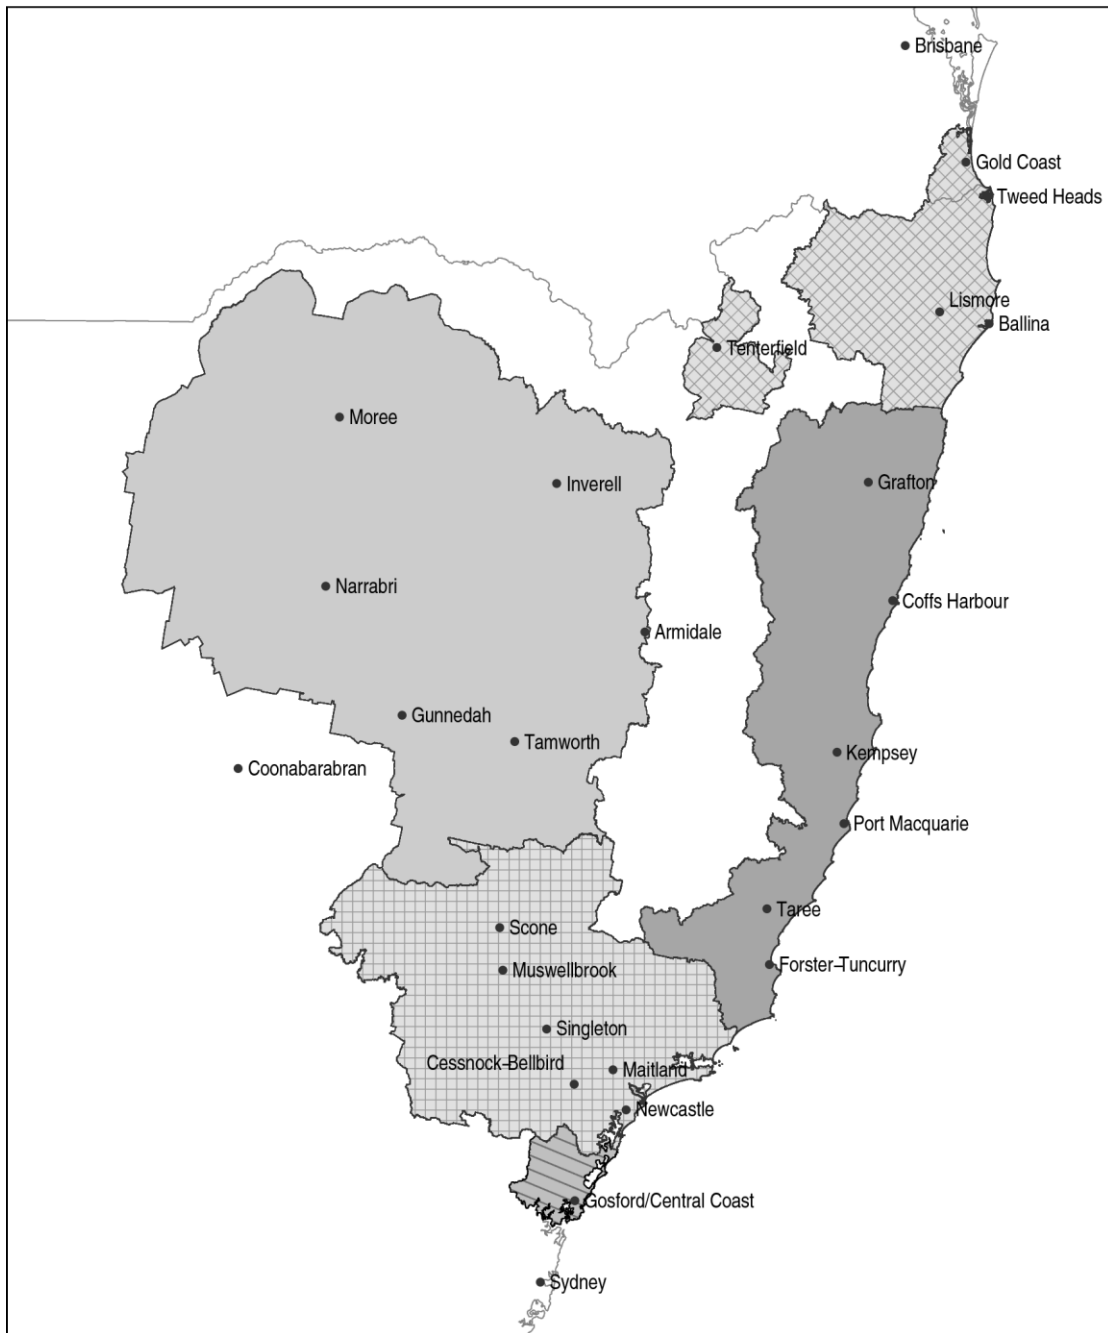 Brisbane
Gold Coast
Tweed Heads
Lismore
Ballina
Tenterfield
Moree
Grafton
Inverell
Narrabri
Coffs Harbour
Armidale
Gunnedah
Tamworth
Kempsey
Coonabarabran
Port Macquarie
Taree
Scone
Forster–Tuncurry
Muswellbrook
Singleton
Cessnock–Bellbird
Maitland
Newcastle
Gosford/Central Coast
Sydney